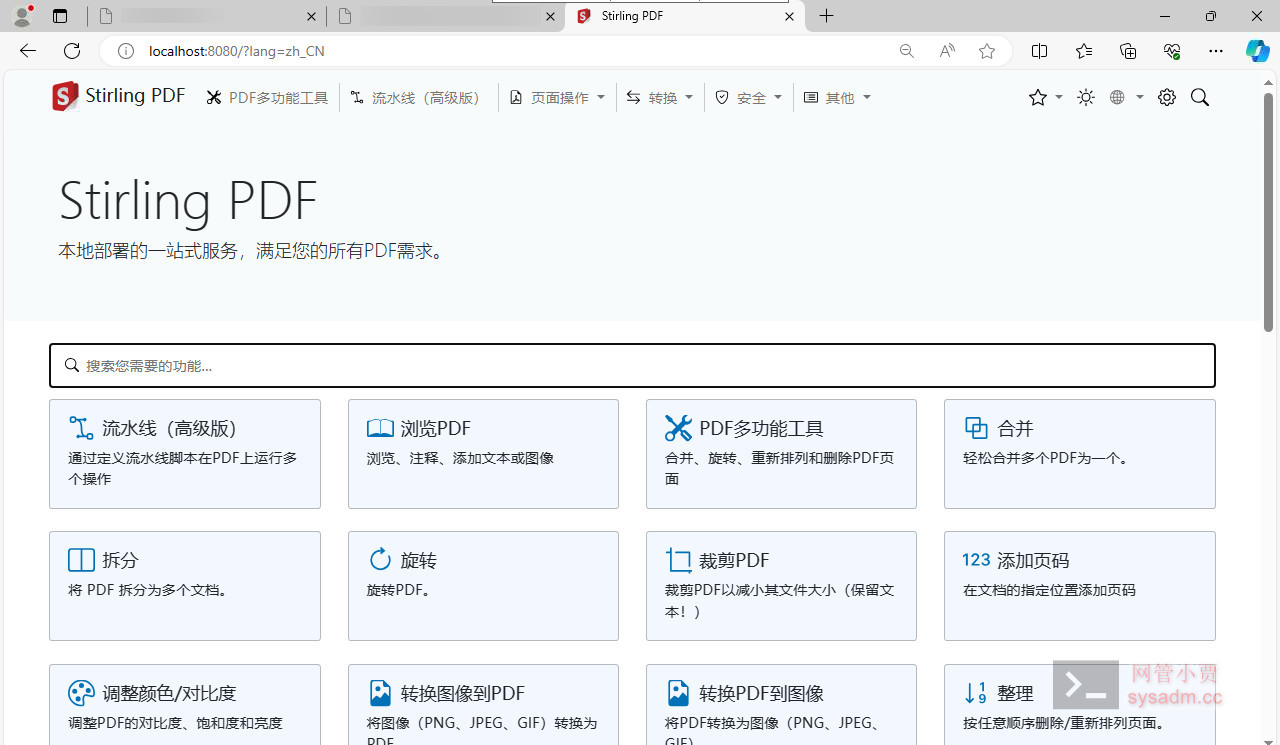 Stirling PDF
localhost:8080/?lang=zh_CN
Stirling PDF
PDF多功能工具
流水线（高级版）
页面操作
转换
安全
其他
Stirling PDF
本地部署的一站式服务，满足您的所有PDF需求。
搜索您需要的功能...
流水线（高级版）
通过定义流水线脚本在PDF上运行多
个操作
浏览PDF
浏览、注释、添加文本或图像
PDF多功能工具
合并、旋转、重新排列和删除PDF页
面
合并
轻松合并多个PDF为一个。
拆分
将 PDF 拆分为多个文档。
旋转
旋转PDF。
裁剪PDF
裁剪PDF以减小其文件大小（保留文
本！）
123 添加页码
在文档的指定位置添加页码
调整颜色/对比度
调整PDF的对比度、饱和度和亮度
转换图像到PDF
将图像（PNG、JPEG、GIF）转换为
PDF
转换PDF到图像
将PDF转换为图像（PNG、JPEG、
GIF）
整理
按任意顺序删除/重新排列页面。
网管小贾
sysadm.cc